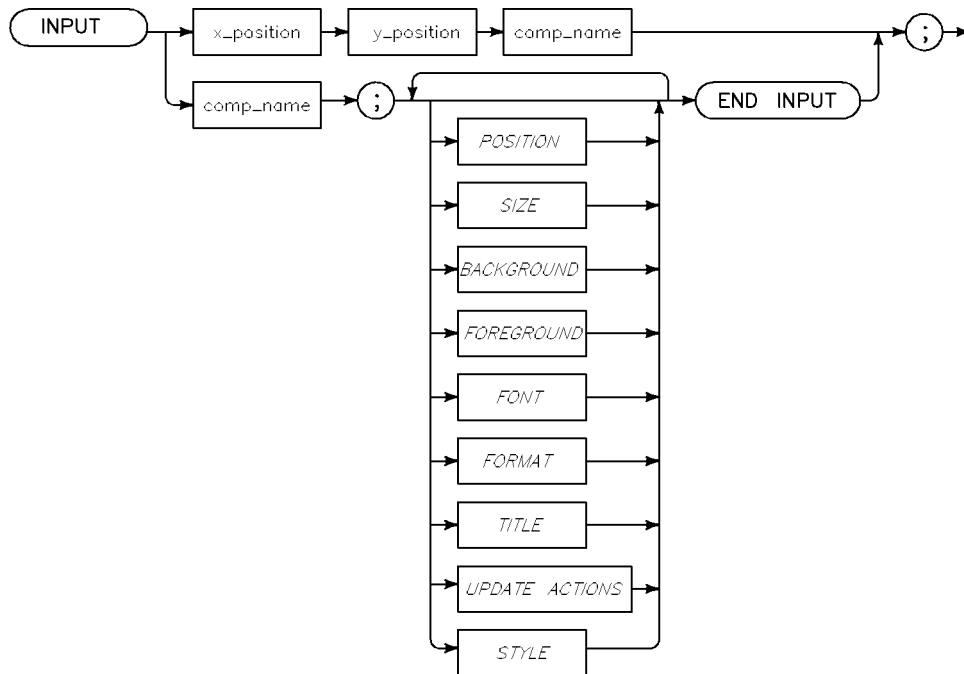 INPUT x_position y_position comp_name ;
comp_name ; END INPUT
POSITION
SIZE
BACKGROUND
FOREGROUND
FONT
FORMAT
TITLE
UPDATE ACTIONS
STYLE